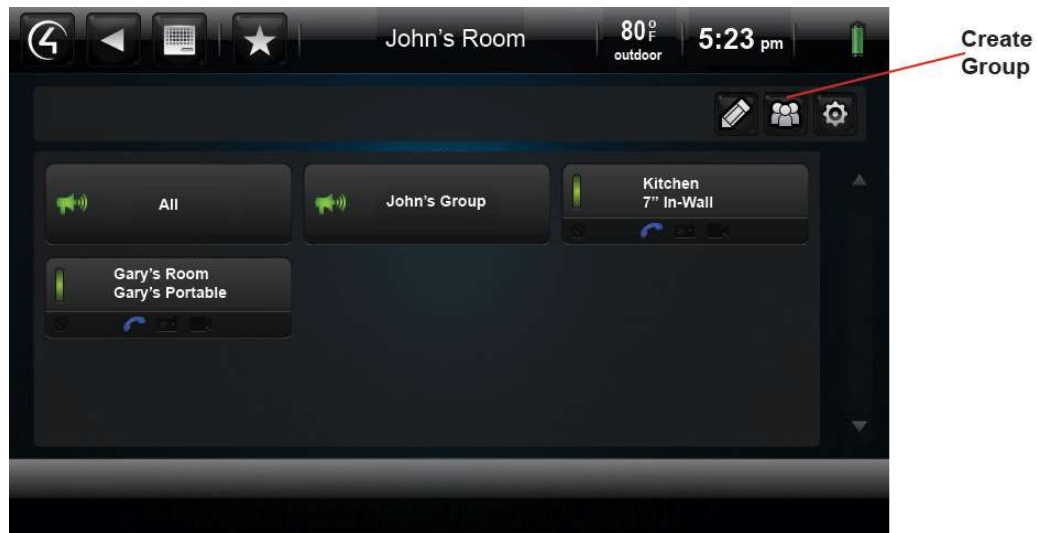 John's Room
80°F
outdoor
5:23 pm
Create
Group
All
John's Group
Kitchen
7” In-Wall
Gary's Room
Gary's Portable